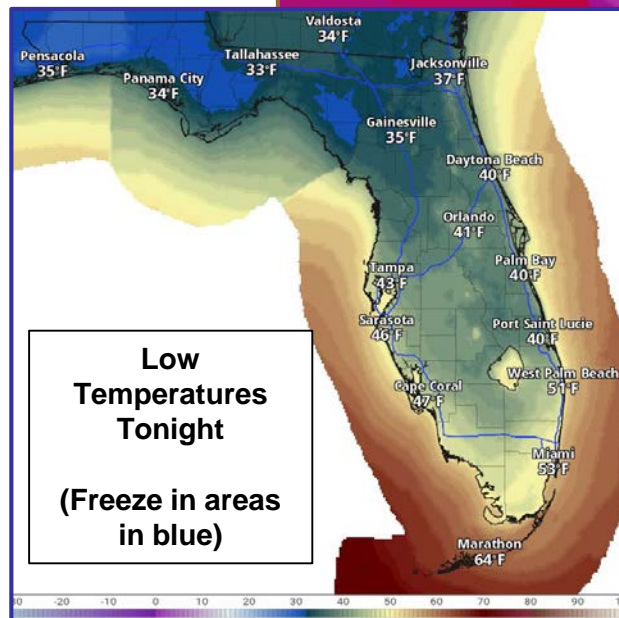 Valdosta
34°F
Pensacola
35°F
Tallahassee
33°F
Jacksonville
37°F
Panama City
34°F
Gainesville
35°F
Daytona Beach
40°F
Orlando
41°F
Tampa
43°F
Palm Bay
40°F
Sarasota
46°F
Port Saint Lucie
40°F
West Palm Beach
51°F
Cape Coral
47°F
Miami
53°F
Marathon
64°F
Low
Temperatures
Tonight
(Freeze in areas
in blue)
-20 -10 0 10 20 30 40 50 60 70 80 90